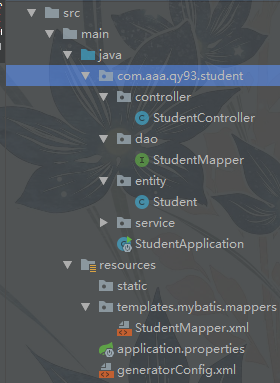 src
main
java
com.aaa.qy93.student
controller
StudentController
dao
StudentMapper
entity
Student
service
StudentApplication
resources
static
templates.mybatis.mappers
StudentMapper.xml
application.properties
generatorConfig.xml